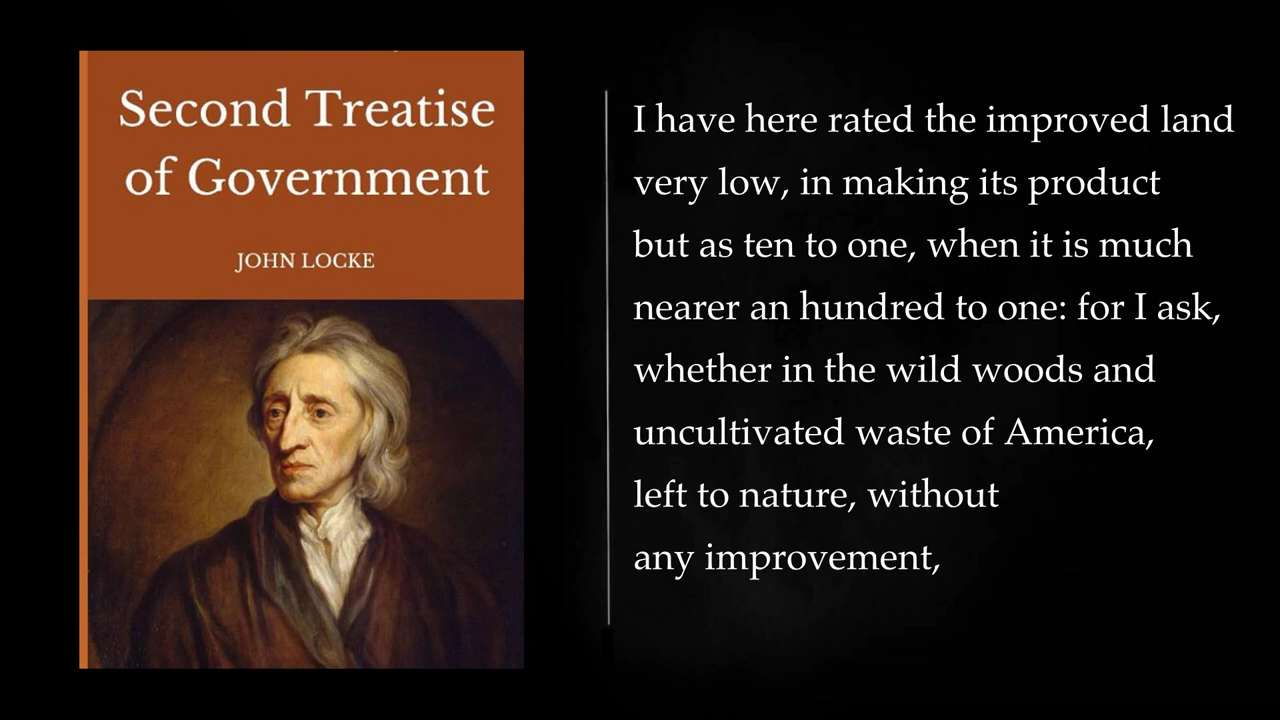 Second Treatise
of Government
JOHN LOCKE
I have here rated the improved land
very low, in making its product
but as ten to one, when it is much
nearer an hundred to one: for I ask,
whether in the wild woods and
uncultivated waste of America,
left to nature, without
any improvement,